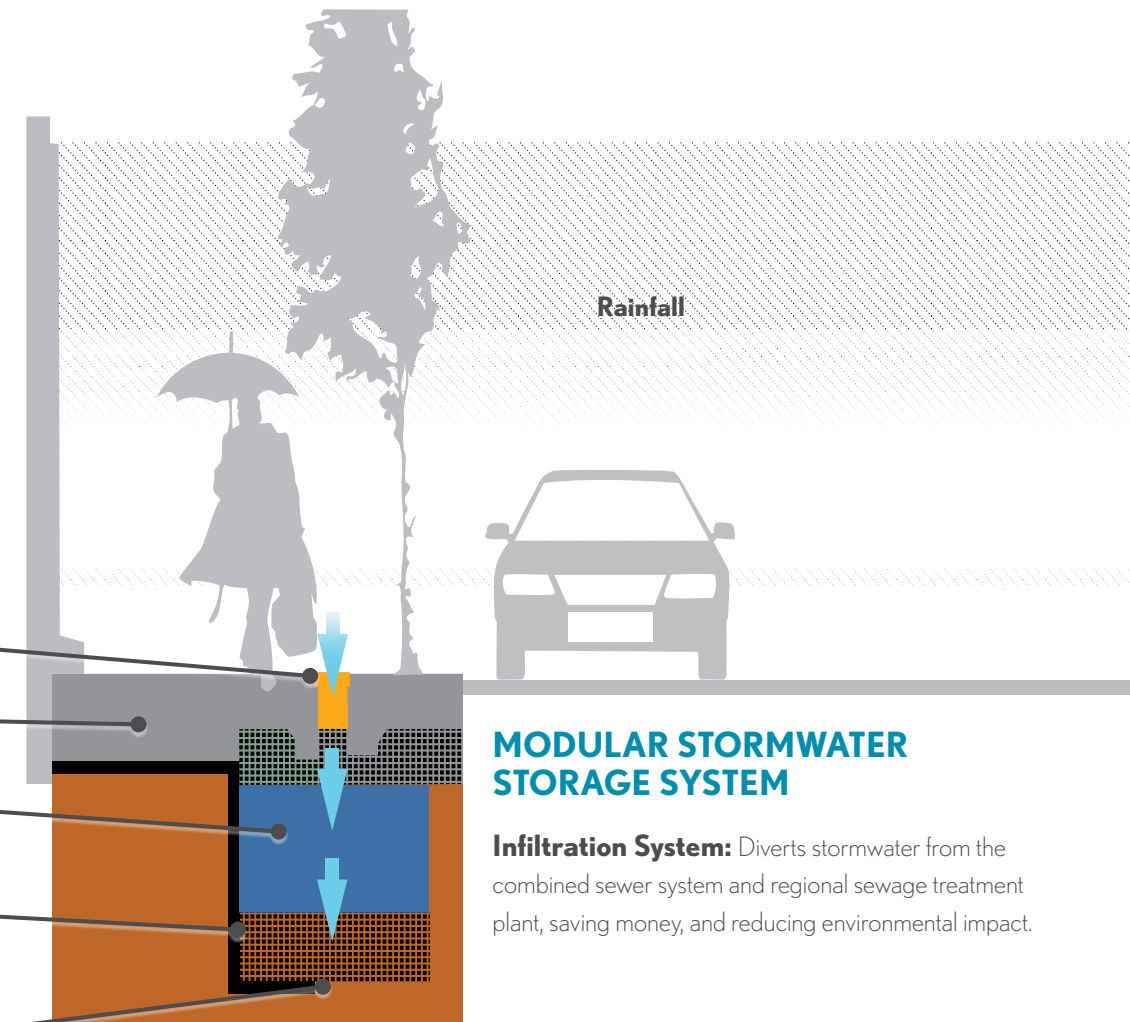 Rainfall
MODULAR STORMWATER
STORAGE SYSTEM
Infiltration System: Diverts stormwater from the
combined sewer system and regional sewage treatment
plant, saving money, and reducing environmental impact.